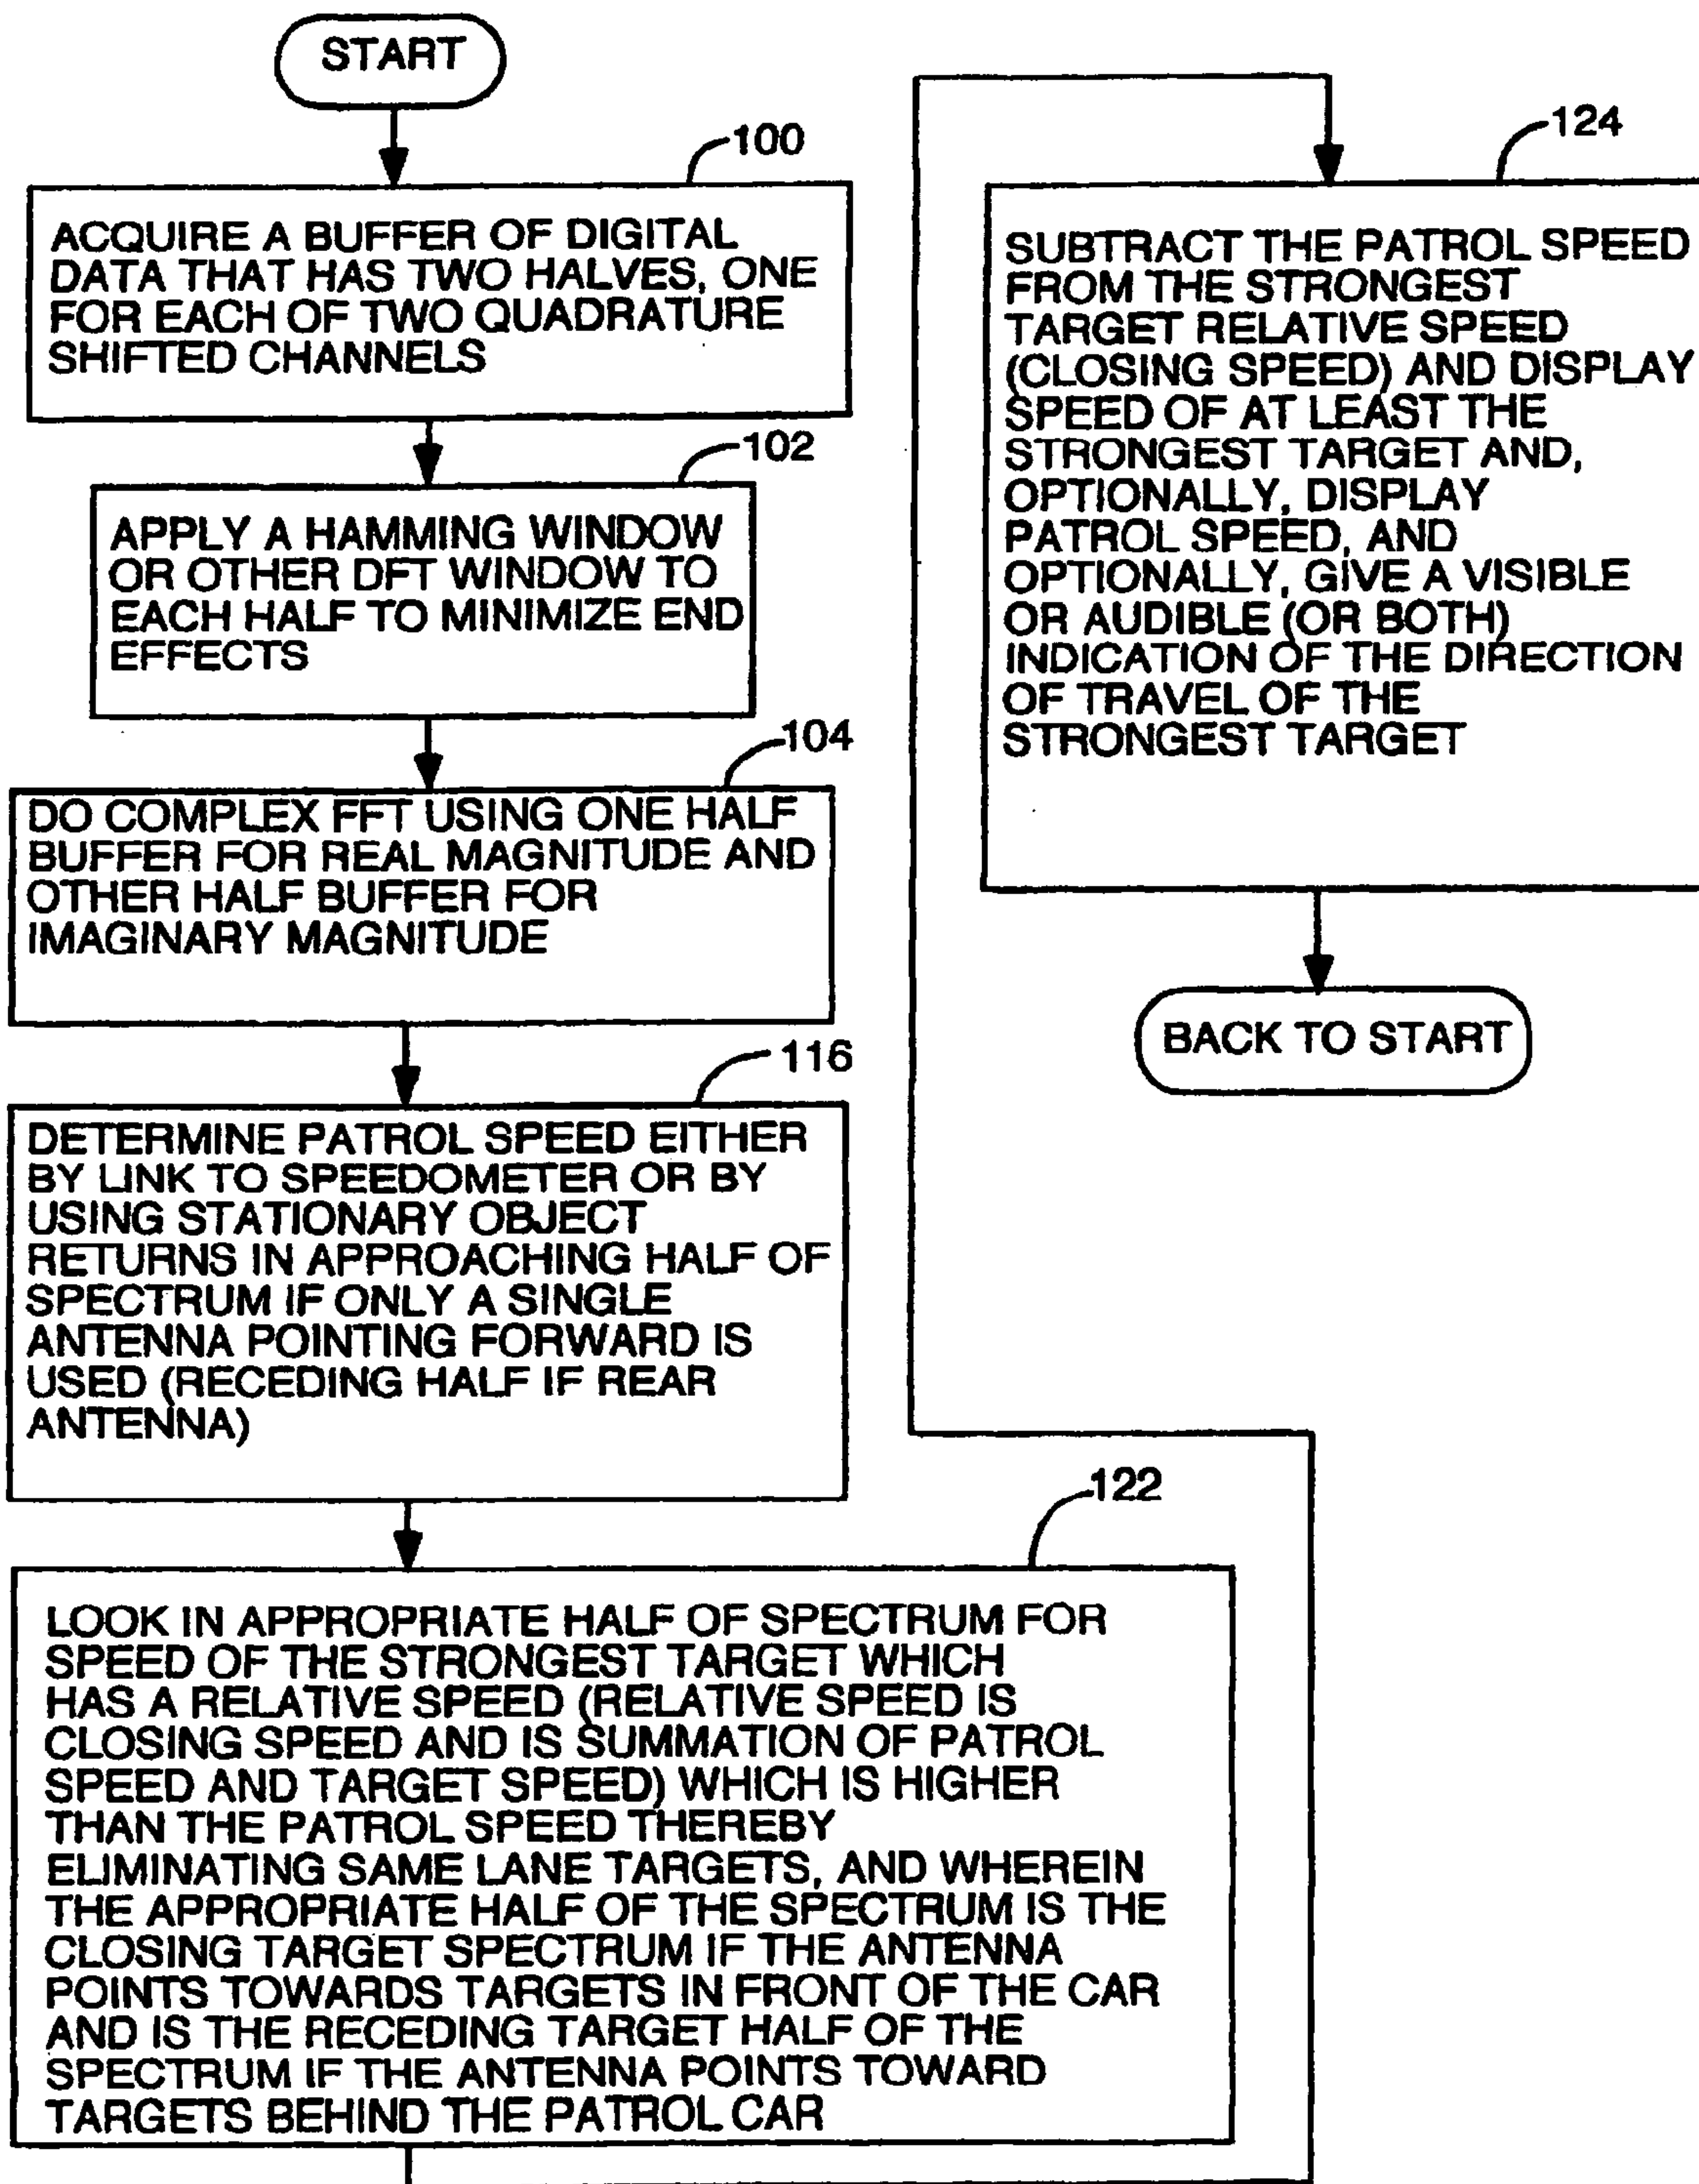 START
100
ACQUIRE A BUFFER OF DIGITAL
DATA THAT HAS TWO HALVES, ONE
FOR EACH OF TWO QUADRATURE
SHIFTED CHANNELS
102
APPLY A HAMMING WINDOW
OR OTHER DFT WINDOW TO
EACH HALF TO MINIMIZE END
EFFECTS
104
DO COMPLEX FFT USING ONE HALF
BUFFER FOR REAL MAGNITUDE AND
OTHER HALF BUFFER FOR
IMAGINARY MAGNITUDE
116
DETERMINE PATROL SPEED EITHER
BY LINK TO SPEEDOMETER OR BY
USING STATIONARY OBJECT
RETURNS IN APPROACHING HALF OF
SPECTRUM IF ONLY A SINGLE
ANTENNA POINTING FORWARD IS
USED (RECEDING HALF IF REAR
ANTENNA)
122
LOOK IN APPROPRIATE HALF OF SPECTRUM FOR
SPEED OF THE STRONGEST TARGET WHICH
HAS A RELATIVE SPEED (RELATIVE SPEED IS
CLOSING SPEED AND IS SUMMATION OF PATROL
SPEED AND TARGET SPEED) WHICH IS HIGHER
THAN THE PATROL SPEED THEREBY
ELIMINATING SAME LANE TARGETS, AND WHEREIN
THE APPROPRIATE HALF OF THE SPECTRUM IS THE
CLOSING TARGET SPECTRUM IF THE ANTENNA
POINTS TOWARDS TARGETS IN FRONT OF THE CAR
AND IS THE RECEDING TARGET HALF OF THE
SPECTRUM IF THE ANTENNA POINTS TOWARD
TARGETS BEHIND THE PATROL CAR
124
SUBTRACT THE PATROL SPEED
FROM THE STRONGEST
TARGET RELATIVE SPEED
(CLOSING SPEED) AND DISPLAY
SPEED OF AT LEAST THE
STRONGEST TARGET AND,
OPTIONALLY, DISPLAY
PATROL SPEED, AND
OPTIONALLY, GIVE A VISIBLE
OR AUDIBLE (OR BOTH)
INDICATION OF THE DIRECTION
OF TRAVEL OF THE
STRONGEST TARGET
BACK TO START